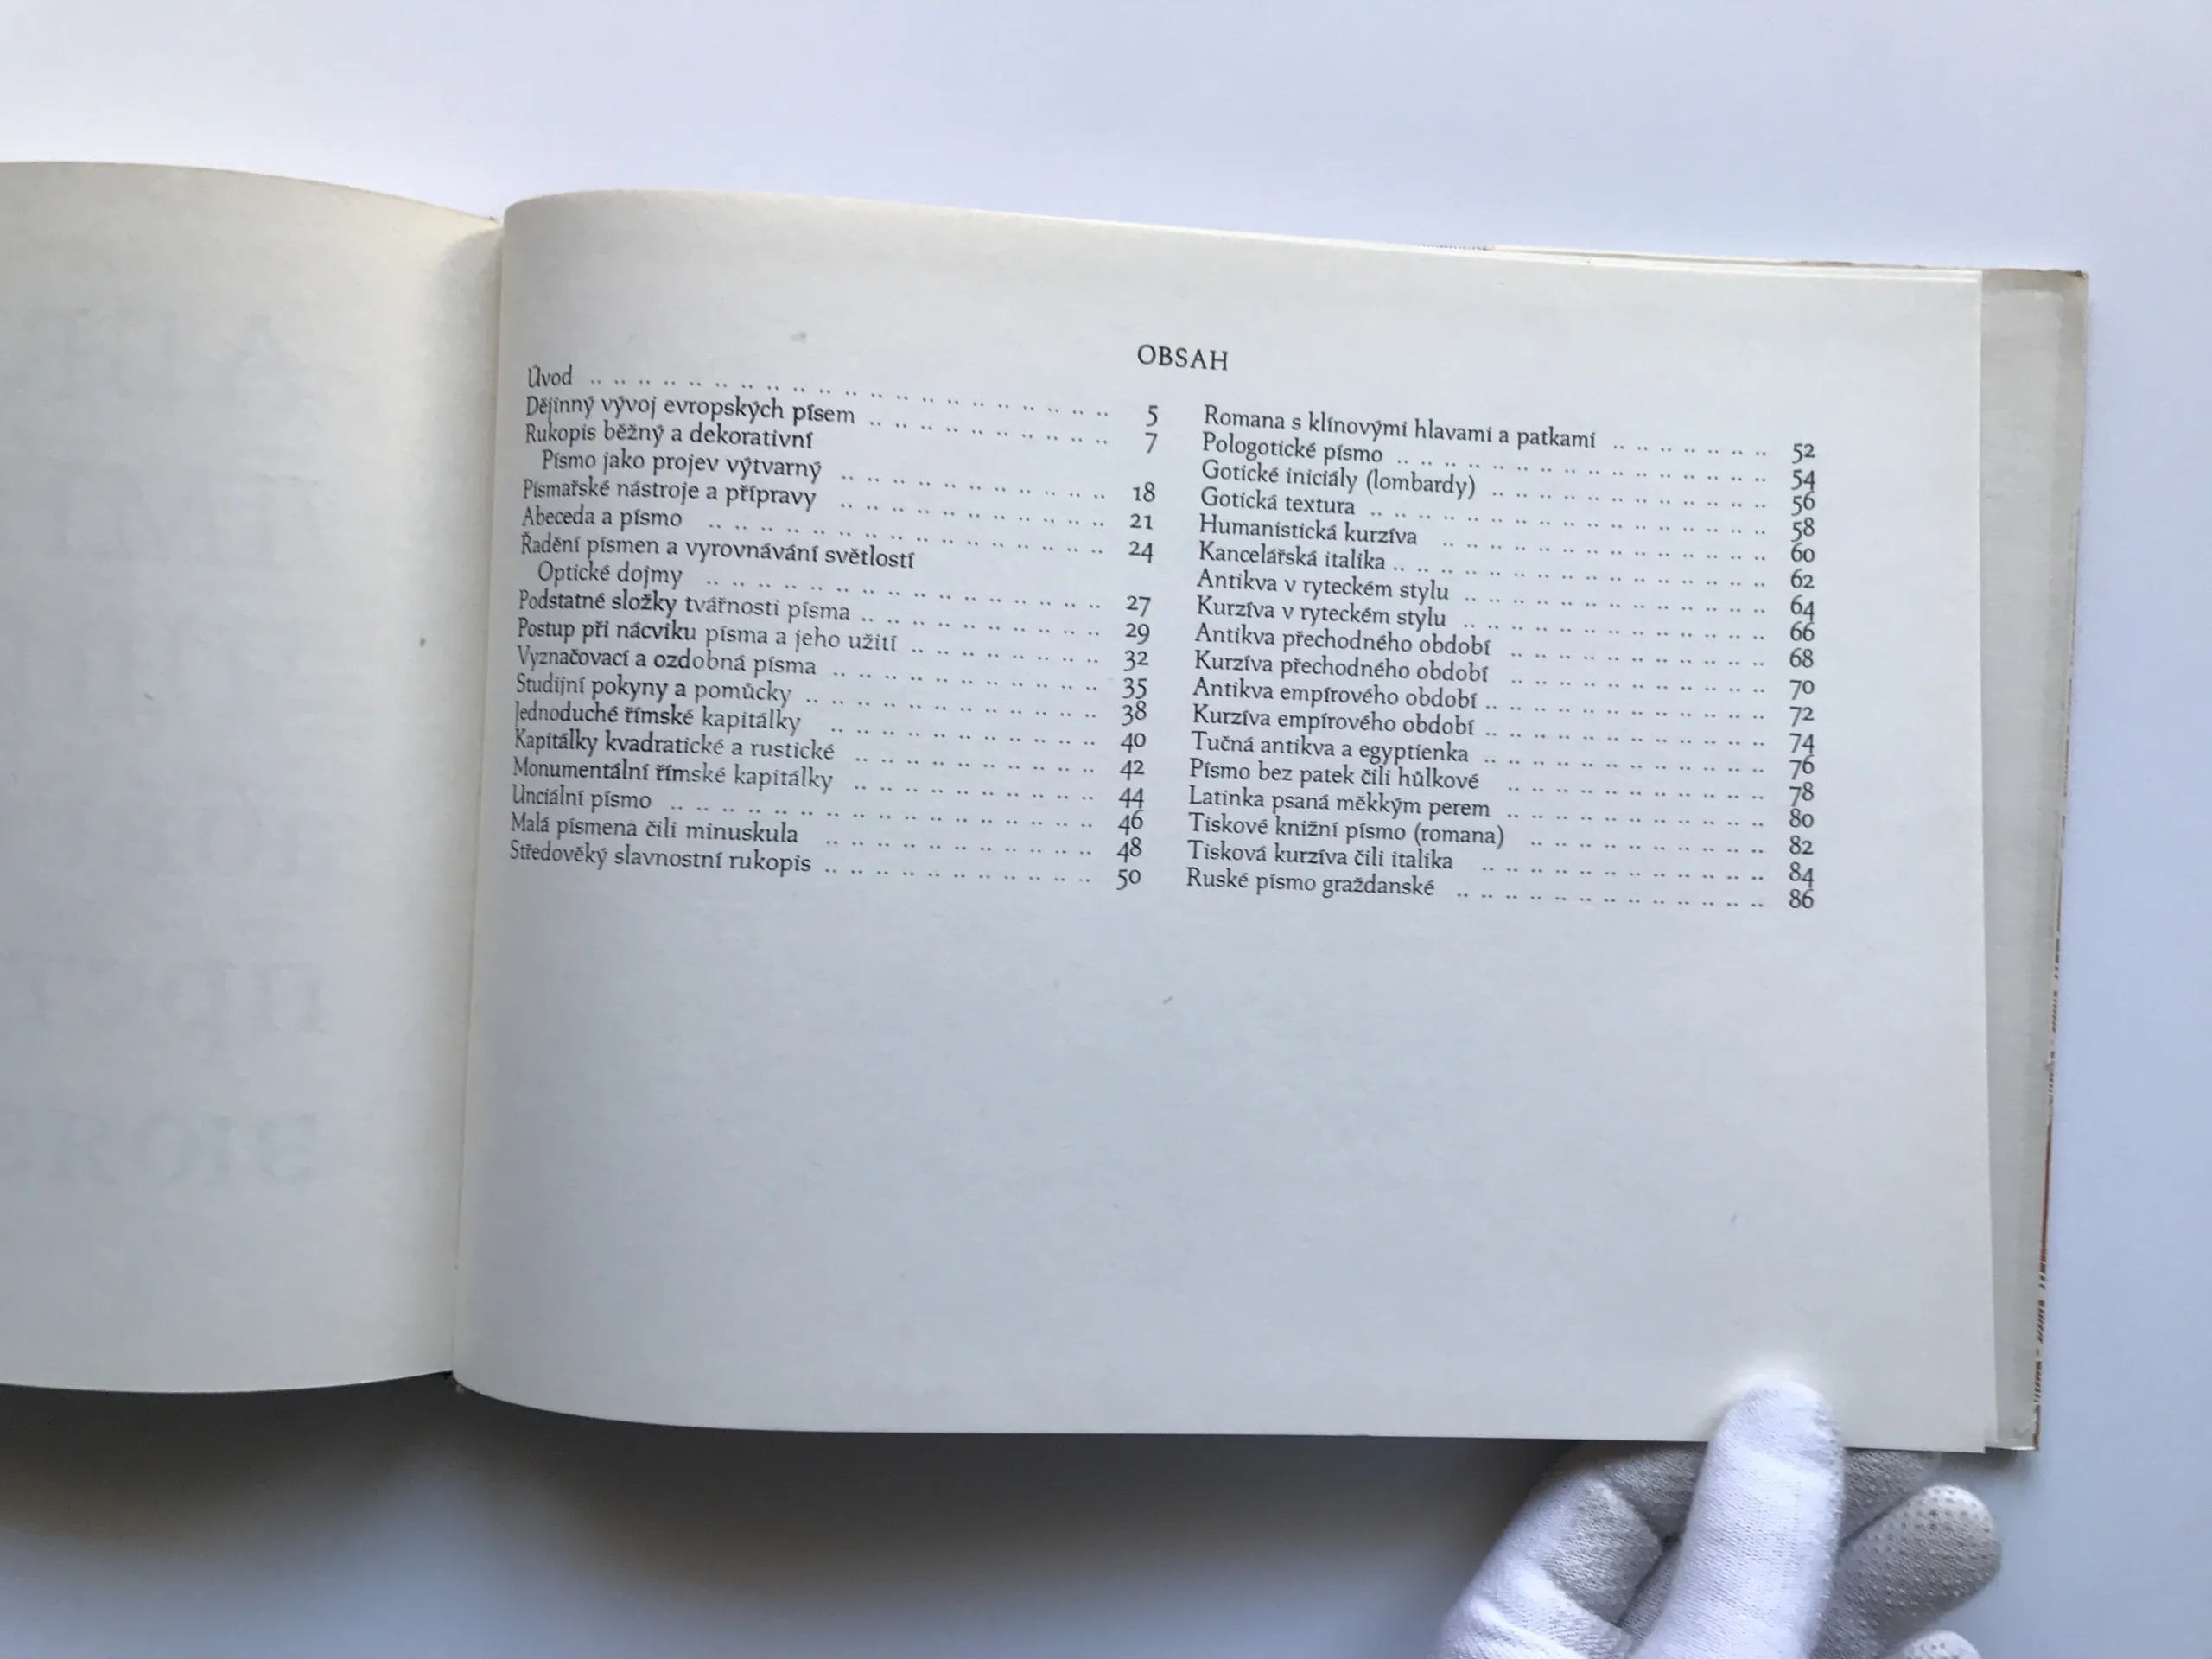 OBSAH
Úvod .. .. .. .. .. .. .. .. .. .. .. .. .. .. .. .. .. .. .. .. .. 5
Dějinný vývoj evropských písem .. .. .. .. .. .. .. .. .. .. 7
Rukopis běžný a dekorativní
Písmo jako projev výtvarný .. .. .. .. .. .. .. .. .. .. .. 18
Písmařské nástroje a přípravy .. .. .. .. .. .. .. .. .. .. .. 21
Abeceda a písmo .. .. .. .. .. .. .. .. .. .. .. .. .. .. .. .. 24
Řadění písmen a vyrovnávání světlostí
Optické dojmy .. .. .. .. .. .. .. .. .. .. .. .. .. .. .. .. 27
Podstatné složky tvářnosti písma .. .. .. .. .. .. .. .. .. .. 29
Postup při nácviku písma a jeho užití .. .. .. .. .. .. .. .. 32
Vyznačovací a ozdobná písma .. .. .. .. .. .. .. .. .. .. .. 35
Studijní pokyny a pomůcky .. .. .. .. .. .. .. .. .. .. .. .. 38
Jednoduché římské kapitálky .. .. .. .. .. .. .. .. .. .. .. 40
Kapitálky kvadratické a rustické .. .. .. .. .. .. .. .. .. .. 42
Monumentální římské kapitálky .. .. .. .. .. .. .. .. .. .. 44
Unciální písmo .. .. .. .. .. .. .. .. .. .. .. .. .. .. .. .. .. 46
Malá písmena čili minuskula .. .. .. .. .. .. .. .. .. .. .. 48
Středověký slavnostní rukopis .. .. .. .. .. .. .. .. .. .. .. 50
Romana s klínovými hlavami a patkami .. .. .. .. .. .. .. 52
Pologotické písmo .. .. .. .. .. .. .. .. .. .. .. .. .. .. .. .. 54
Gotické iniciály (lombardy) .. .. .. .. .. .. .. .. .. .. .. .. 56
Gotická textura .. .. .. .. .. .. .. .. .. .. .. .. .. .. .. .. .. 58
Humanistická kurzíva .. .. .. .. .. .. .. .. .. .. .. .. .. .. 60
Kancelářská italika .. .. .. .. .. .. .. .. .. .. .. .. .. .. .. .. 62
Antikva v ryteckém stylu .. .. .. .. .. .. .. .. .. .. .. .. .. 64
Kurzíva v ryteckém stylu .. .. .. .. .. .. .. .. .. .. .. .. .. 66
Antikva přechodného období .. .. .. .. .. .. .. .. .. .. .. 68
Kurzíva přechodného období .. .. .. .. .. .. .. .. .. .. .. 70
Antikva empírového období .. .. .. .. .. .. .. .. .. .. .. .. 72
Kurzíva empírového období .. .. .. .. .. .. .. .. .. .. .. .. 74
Tučná antikva a egyptienka .. .. .. .. .. .. .. .. .. .. .. .. 76
Písmo bez patek čili hůlkové .. .. .. .. .. .. .. .. .. .. .. 78
Latinka psaná měkkým perem .. .. .. .. .. .. .. .. .. .. .. 80
Tiskové knižní písmo (romana) .. .. .. .. .. .. .. .. .. .. 82
Tisková kurzíva čili italika .. .. .. .. .. .. .. .. .. .. .. .. 84
Ruské písmo graždanské .. .. .. .. .. .. .. .. .. .. .. .. .. 86